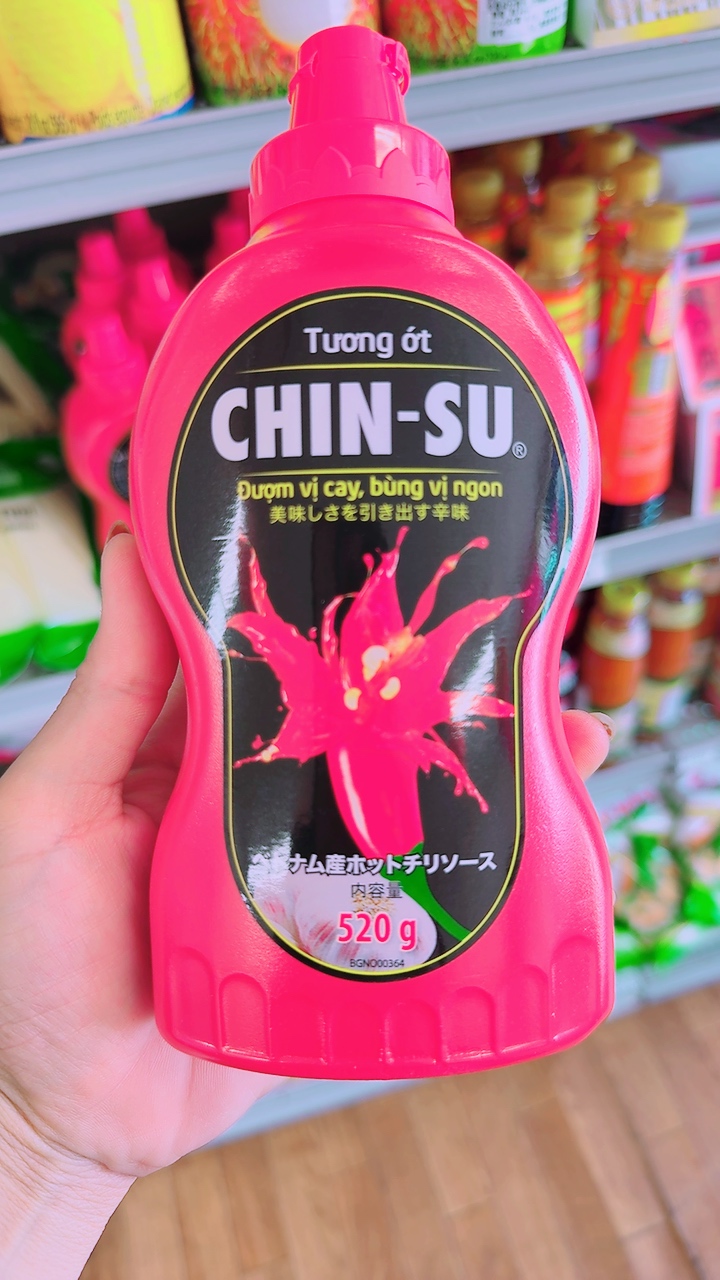 Tương ớt
CHIN-SU®
Đượm vị cay, bùng vị ngon
美味しさを引き出す辛味
ナム産ホットチリソース
内容量
520 g
BGNO00364